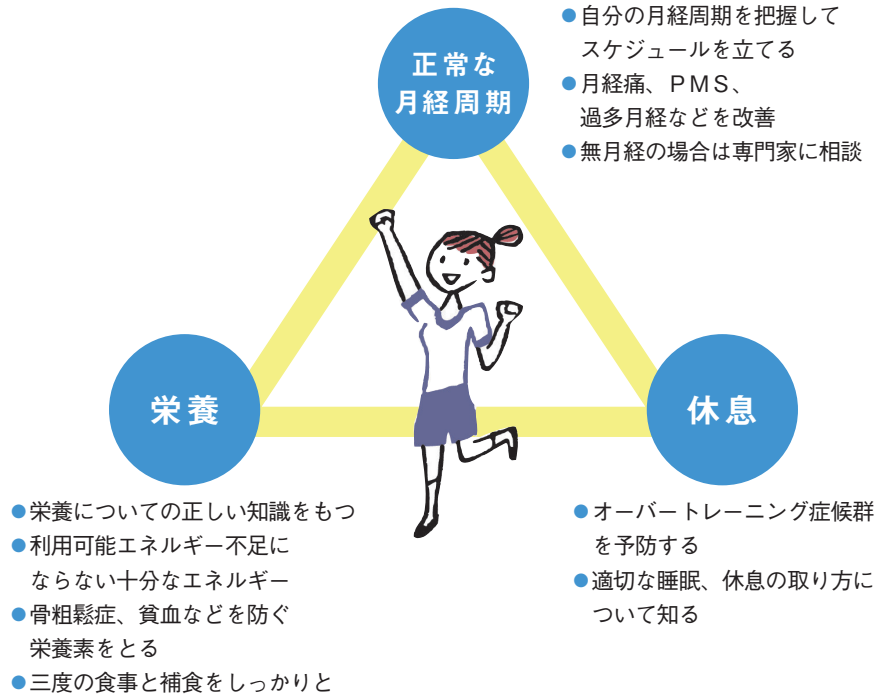 正常な
月経周期
●自分の月経周期を把握して
スケジュールを立てる
●月経痛、ＰＭＳ、
過多月経などを改善
●無月経の場合は専門家に相談
栄養
●栄養についての正しい知識をもつ
●利用可能エネルギー不足に
ならない十分なエネルギー
●骨粗鬆症、貧血などを防ぐ
栄養素をとる
●三度の食事と補食をしっかりと
休息
●オーバートレーニング症候群
を予防する
●適切な睡眠、休息の取り方に
ついて知る